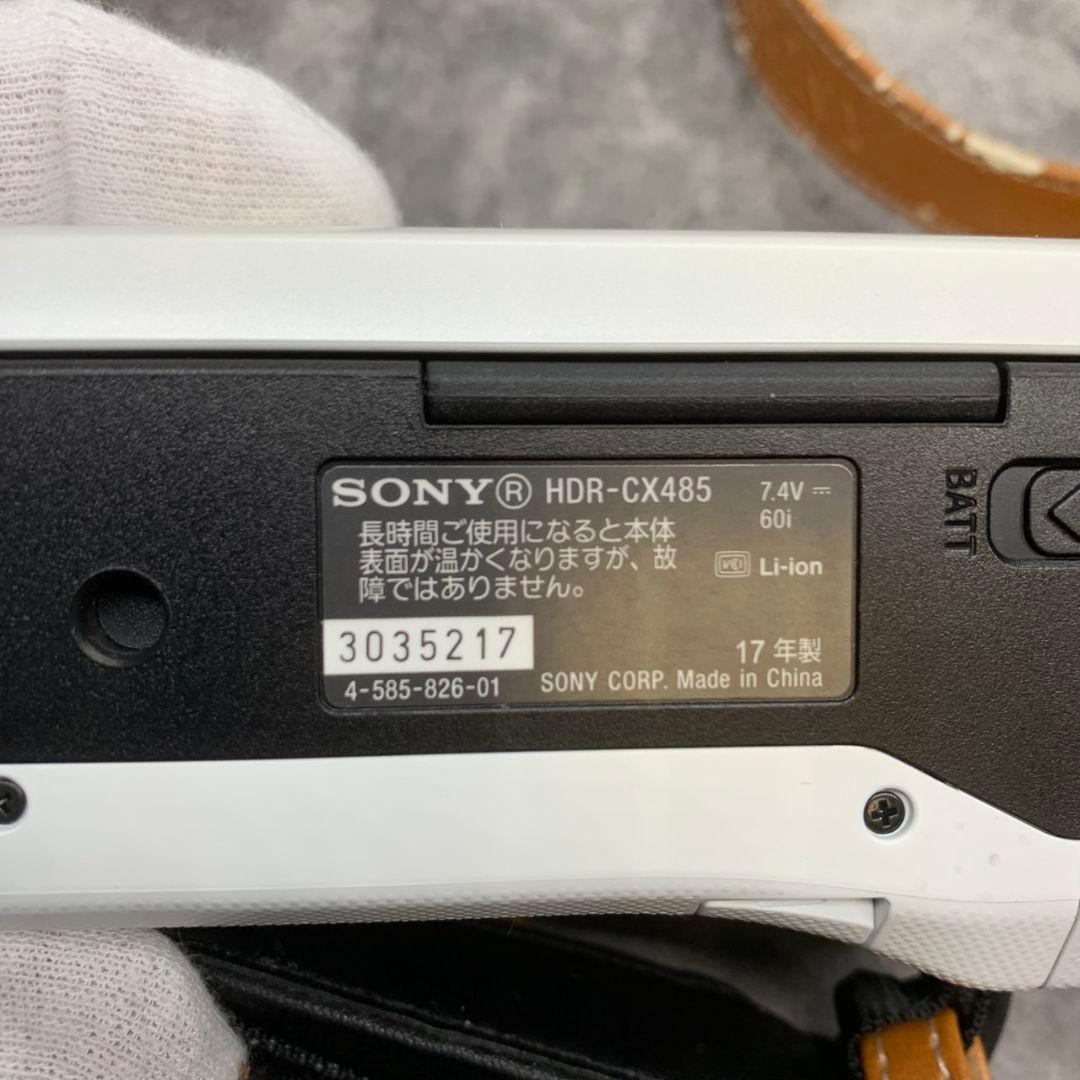 SONY® HDR-CX485
7.4V ⎓
60i
長時間ご使用になると本体
表面が温かくなりますが、故
障ではありません。
Li-ion
3035217
17 年製
4-585-826-01
SONY CORP. Made in China
BATT